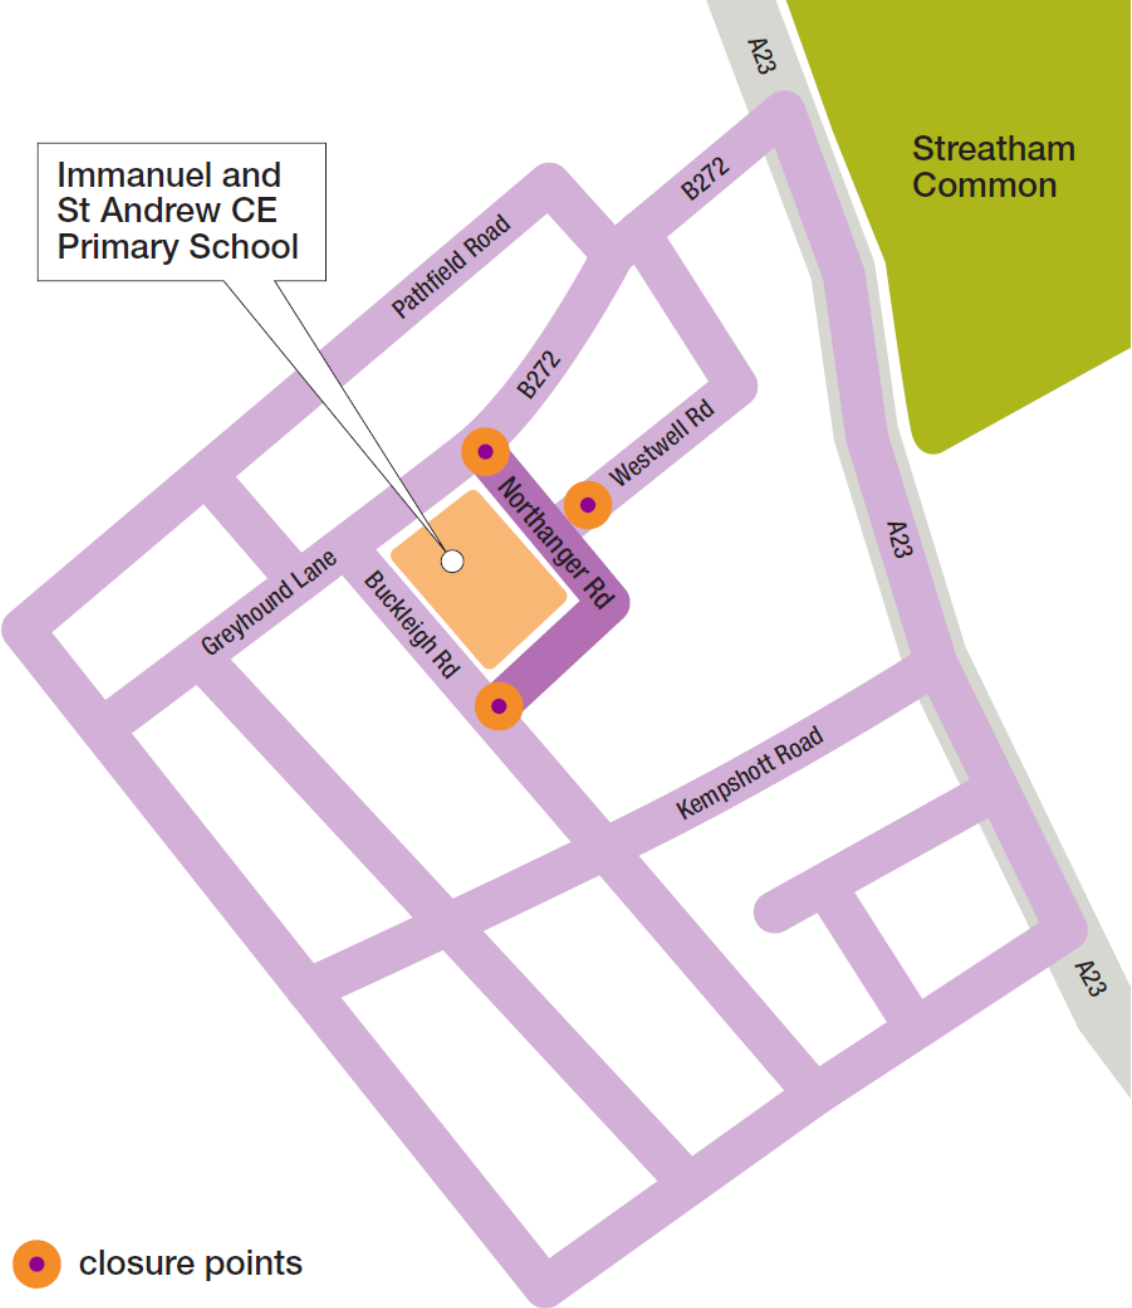 A23
Streatham
Common
B272
Immanuel and
St Andrew CE
Primary School
Pathfield Road
B272
Westwell Rd
Northanger Rd
A23
Greyhound Lane
Buckleigh Rd
Kempshott Road
A23
closure points